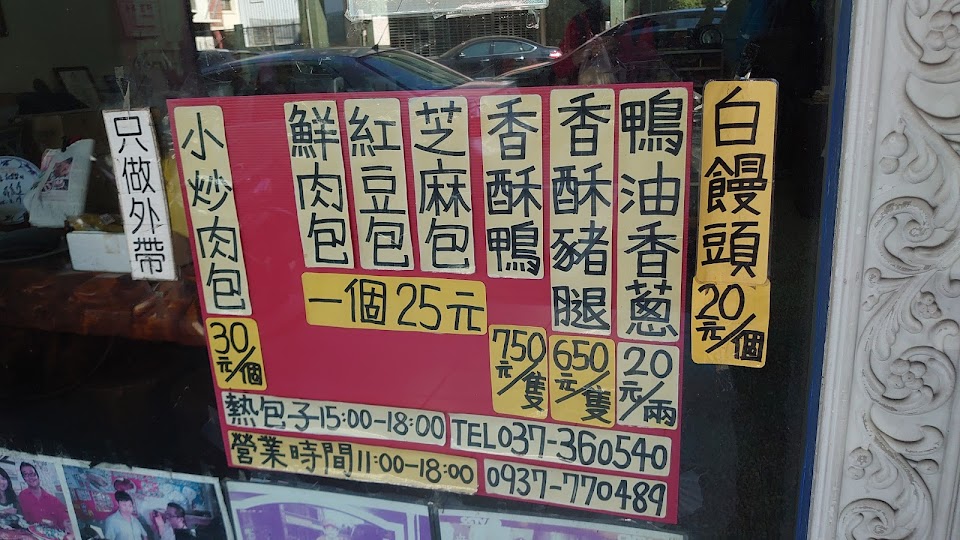 只做外帶
小炒肉包
30元/個
鮮肉包
紅豆包
芝麻包
一個25元
香酥鴨
750元/隻
香酥豬腿
650元/隻
鴨油香蔥
20元/兩
白饅頭
20元/個
熱包子15:00-18:00
營業時間11:00-18:00
TEL037-360540
0937-770489